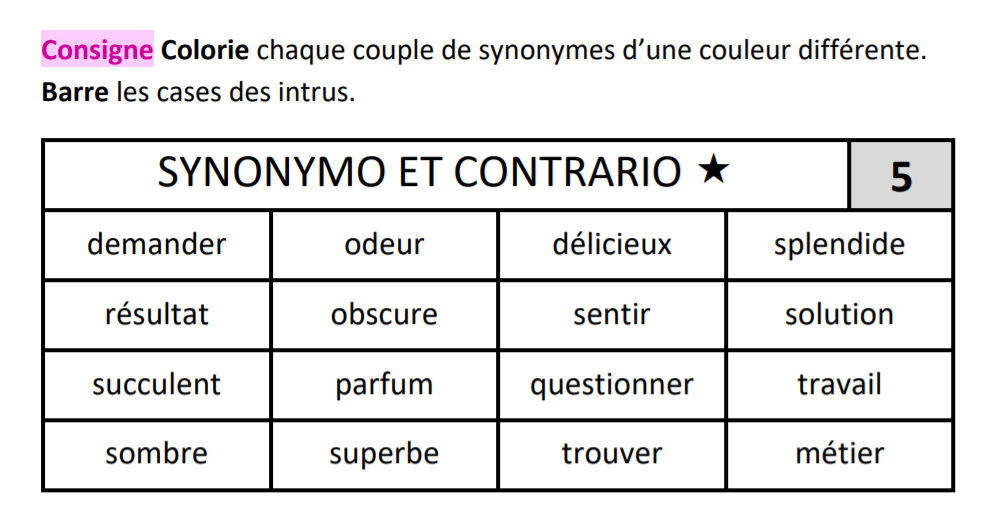 Consigne Colorie chaque couple de synonymes d’une couleur différente.
Barre les cases des intrus.
SYNONYMO ET CONTRARIO ★ 5
demander odeur délicieux splendide
résultat obscure sentir solution
succulent parfum questionner travail
sombre superbe trouver métier